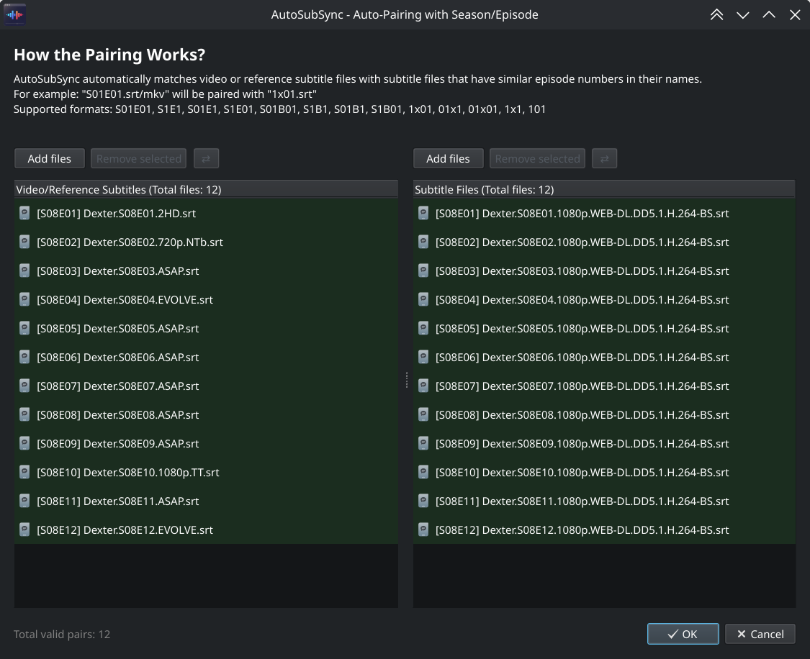 AutoSubSync - Auto-Pairing with Season/Episode
How the Pairing Works?
AutoSubSync automatically matches video or reference subtitle files with subtitle files that have similar episode numbers in their names.
For example: "S01E01.srt/mkv" will be paired with "1x01.srt"
Supported formats: S01E01, S1E1, S01E1, S1E01, S01B01, S1B1, S01B1, S1B01, 1x01, 01x1, 01x01, 1x1, 101
Add files
Remove selected
Add files
Remove selected
Video/Reference Subtitles (Total files: 12)
[S08E01] Dexter.S08E01.2HD.srt
[S08E02] Dexter.S08E02.720p.NTb.srt
[S08E03] Dexter.S08E03.ASAP.srt
[S08E04] Dexter.S08E04.EVOLVE.srt
[S08E05] Dexter.S08E05.ASAP.srt
[S08E06] Dexter.S08E06.ASAP.srt
[S08E07] Dexter.S08E07.ASAP.srt
[S08E08] Dexter.S08E08.ASAP.srt
[S08E09] Dexter.S08E09.ASAP.srt
[S08E10] Dexter.S08E10.1080p.TT.srt
[S08E11] Dexter.S08E11.ASAP.srt
[S08E12] Dexter.S08E12.EVOLVE.srt
Subtitle Files (Total files: 12)
[S08E01] Dexter.S08E01.1080p.WEB-DL.DD5.1.H.264-BS.srt
[S08E02] Dexter.S08E02.1080p.WEB-DL.DD5.1.H.264-BS.srt
[S08E03] Dexter.S08E03.1080p.WEB-DL.DD5.1.H.264-BS.srt
[S08E04] Dexter.S08E04.1080p.WEB-DL.DD5.1.H.264-BS.srt
[S08E05] Dexter.S08E05.1080p.WEB-DL.DD5.1.H.264-BS.srt
[S08E06] Dexter.S08E06.1080p.WEB-DL.DD5.1.H.264-BS.srt
[S08E07] Dexter.S08E07.1080p.WEB-DL.DD5.1.H.264-BS.srt
[S08E08] Dexter.S08E08.1080p.WEB-DL.DD5.1.H.264-BS.srt
[S08E09] Dexter.S08E09.1080p.WEB-DL.DD5.1.H.264-BS.srt
[S08E10] Dexter.S08E10.1080p.WEB-DL.DD5.1.H.264-BS.srt
[S08E11] Dexter.S08E11.1080p.WEB-DL.DD5.1.H.264-BS.srt
[S08E12] Dexter.S08E12.1080p.WEB-DL.DD5.1.H.264-BS.srt
Total valid pairs: 12
OK
Cancel